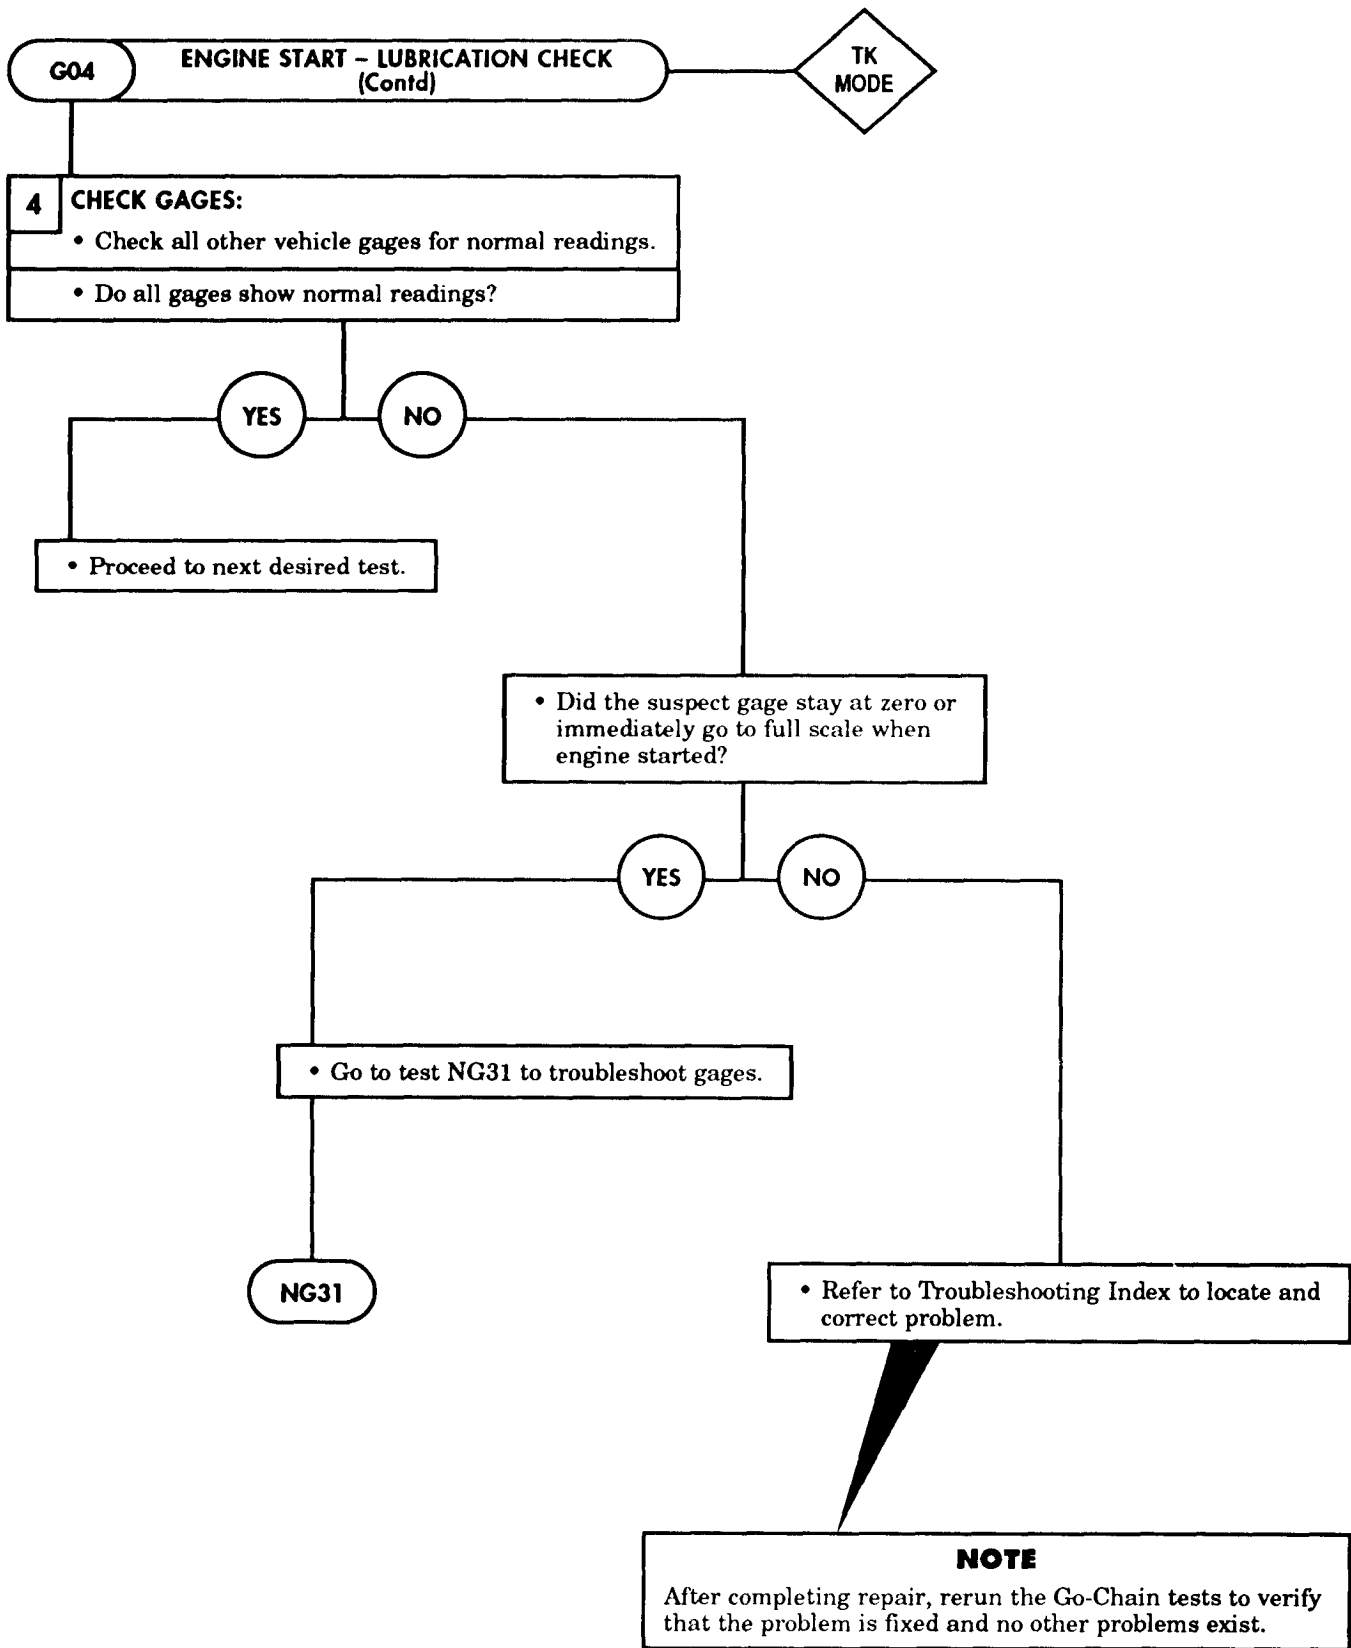 G04
ENGINE START – LUBRICATION CHECK
(Contd)
TK
MODE
4
CHECK GAGES:
• Check all other vehicle gages for normal readings.
• Do all gages show normal readings?
YES
NO
• Proceed to next desired test.
• Did the suspect gage stay at zero or
immediately go to full scale when
engine started?
YES
NO
• Go to test NG31 to troubleshoot gages.
NG31
• Refer to Troubleshooting Index to locate and
correct problem.
NOTE
After completing repair, rerun the Go-Chain tests to verify
that the problem is fixed and no other problems exist.